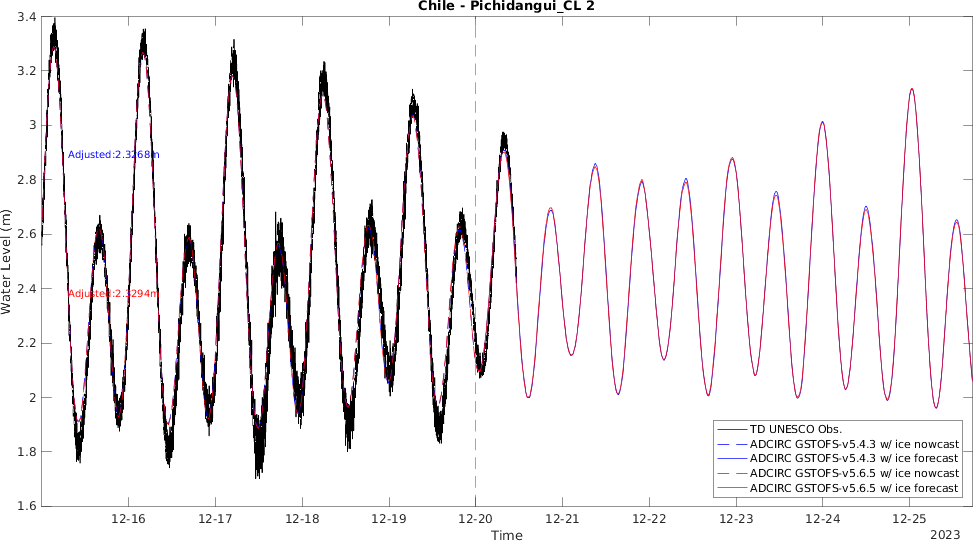 Chile - Pichidangui_CL 2
3.4
3.2
3
2.8
2.6
2.4
2.2
2
1.8
1.6
Water Level (m)
Adjusted:2.3268m
Adjusted:2.3294m
TD UNESCO Obs.
ADCIRC GSTOFS-v5.4.3 w/ ice nowcast
ADCIRC GSTOFS-v5.4.3 w/ ice forecast
ADCIRC GSTOFS-v5.6.5 w/ ice nowcast
ADCIRC GSTOFS-v5.6.5 w/ ice forecast
12-16 12-17 12-18 12-19 12-20 12-21 12-22 12-23 12-24 12-25
Time
2023